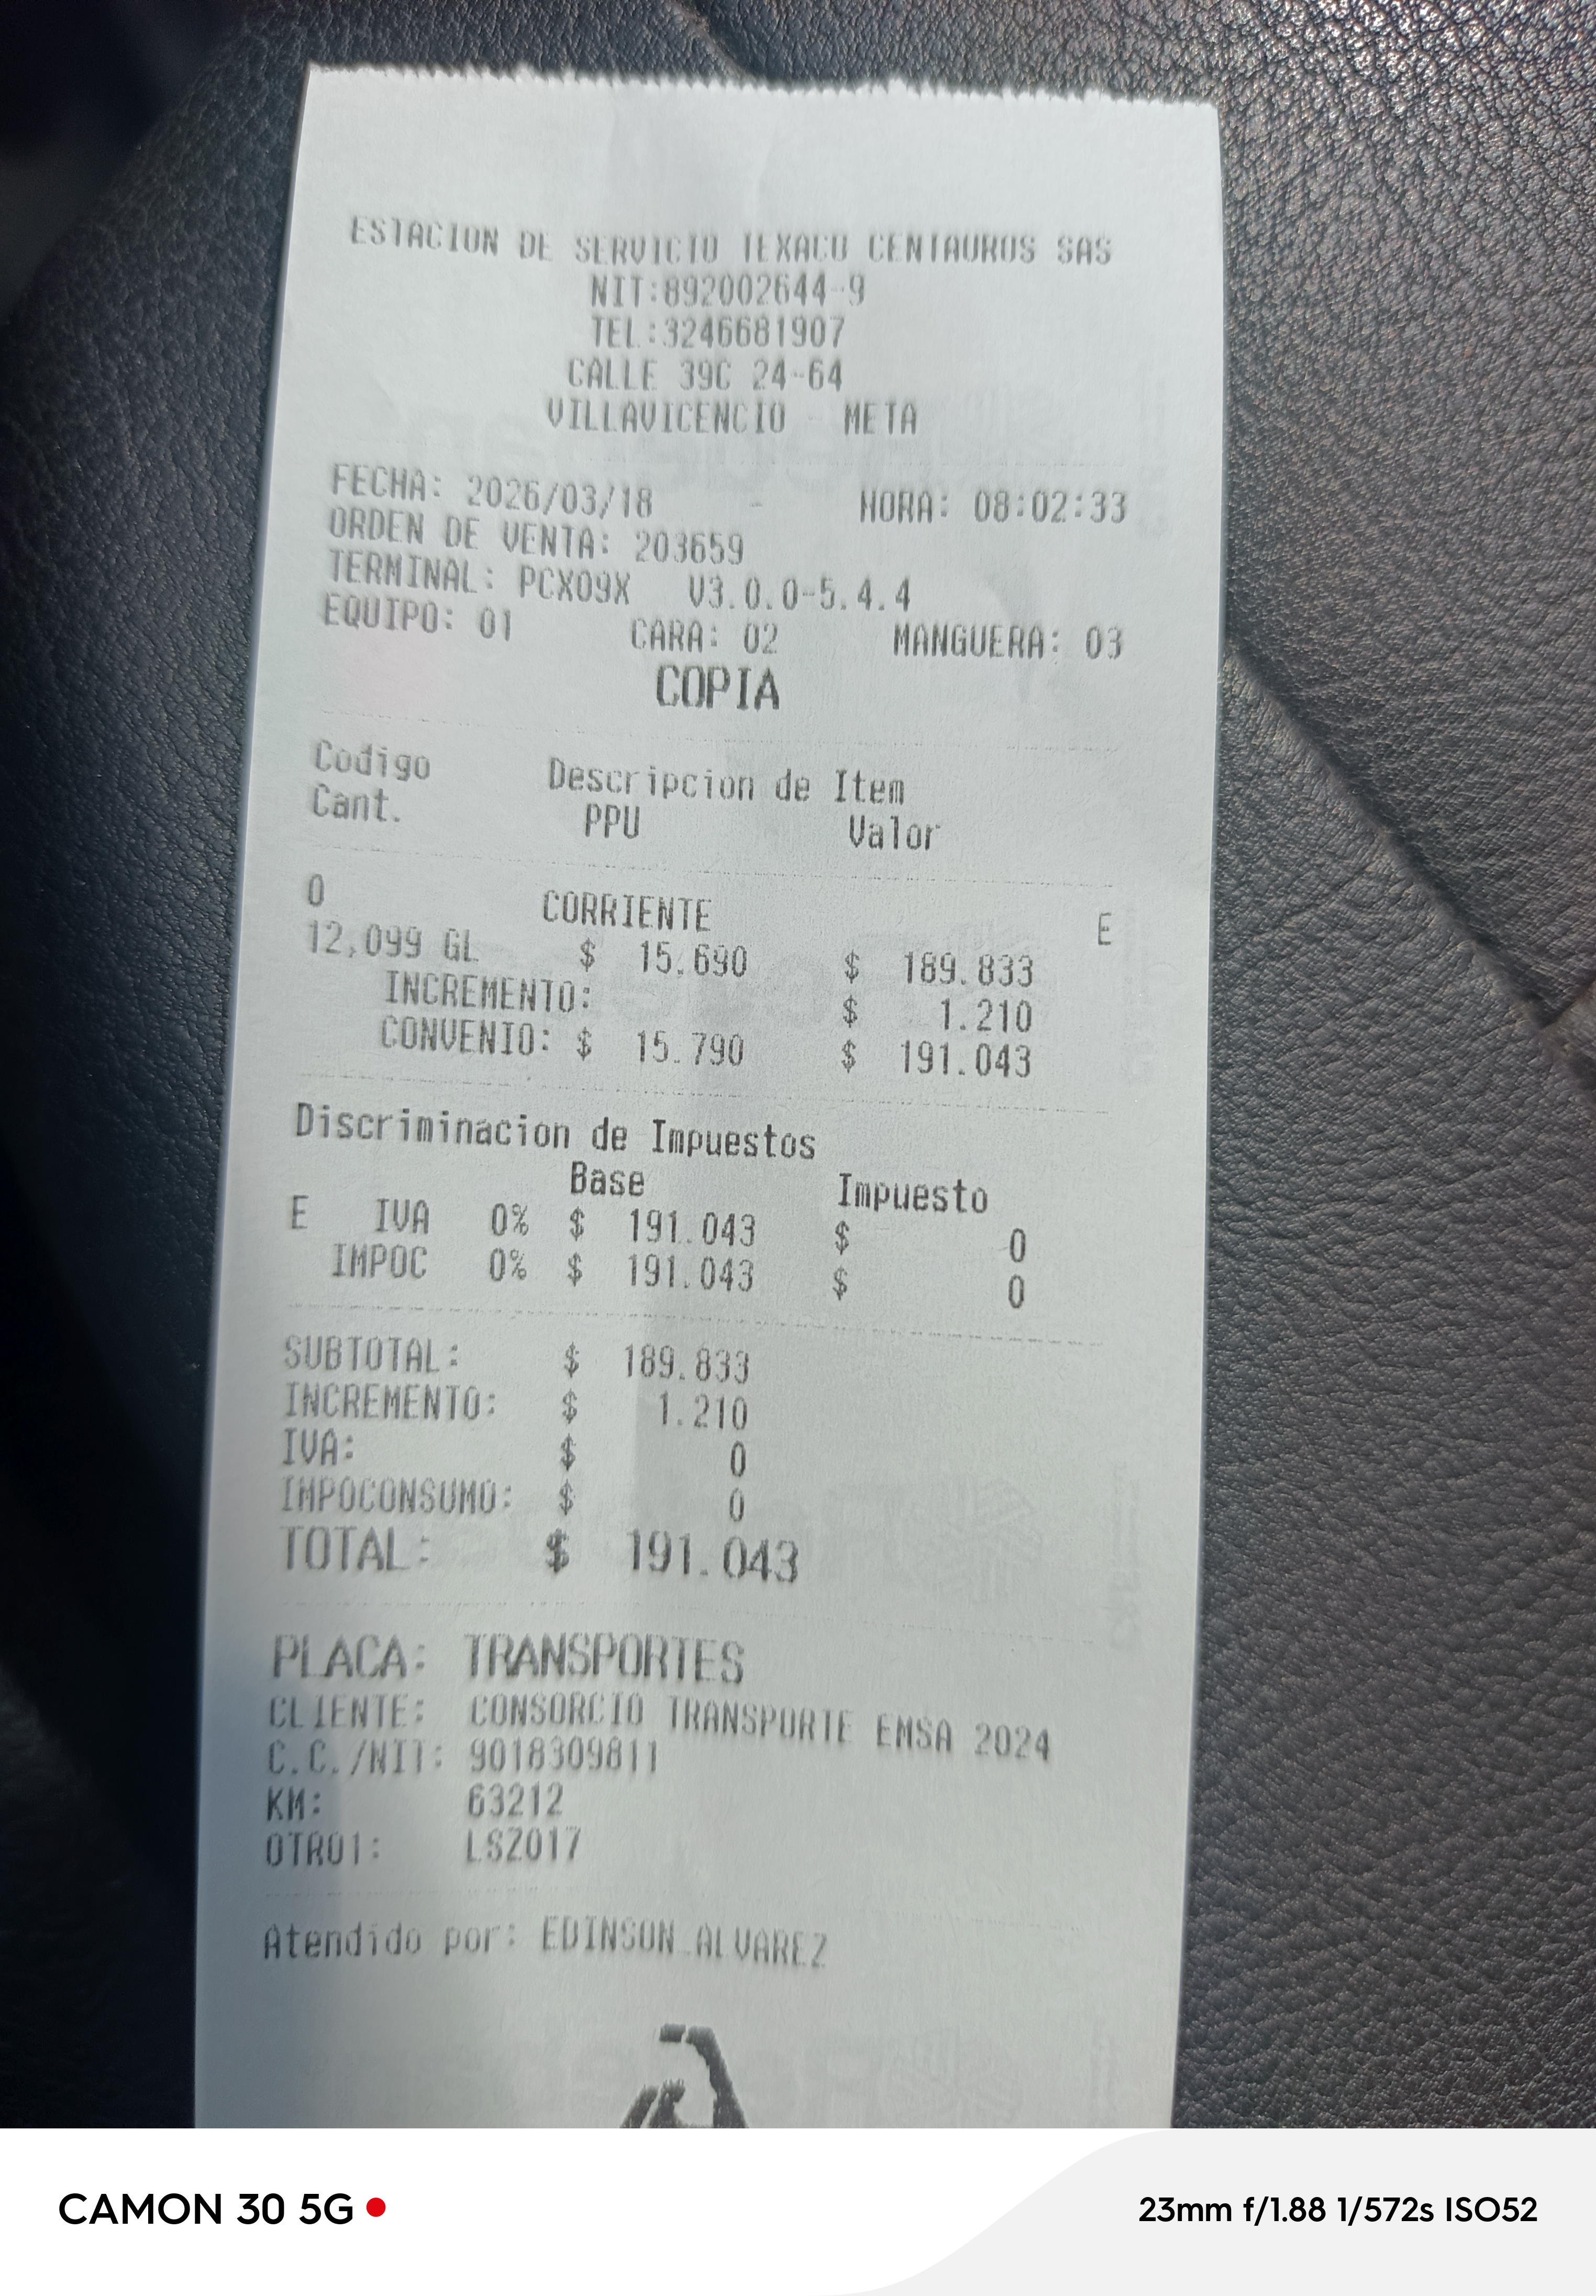 ESTACION DE SERVICIO TEXACO CENTAUROS SAS
NIT:892002644-9
TEL:3246681907
CALLE 39C 24-64
VILLAVICENCIO - META
FECHA: 2026/03/18 - HORA: 08:02:33
ORDEN DE VENTA: 203659
TERMINAL: PCX09X V3.0.0-5.4.4
EQUIPO: 01 CARA: 02 MANGUERA: 03
COPIA
Codigo Descripcion de Item
Cant. PPU Valor
0 CORRIENTE E
12,099 GL $ 15.690 $ 189.833
INCREMENTO: $ 1.210
CONVENIO: $ 15.790 $ 191.043
Discriminacion de Impuestos
Base Impuesto
E IVA 0% $ 191.043 $ 0
IMPOC 0% $ 191.043 $ 0
SUBTOTAL: $ 189.833
INCREMENTO: $ 1.210
IVA: $ 0
IMPOCONSUMO: $ 0
TOTAL: $ 191.043
PLACA: TRANSPORTES
CLIENTE: CONSORCIO TRANSPORTE EMSA 2024
C.C./NIT: 9018309811
KM: 63212
OTRO1: LSZ017
Atendido por: EDINSON_ALVAREZ
CAMON 30 5G
23mm f/1.88 1/572s ISO52